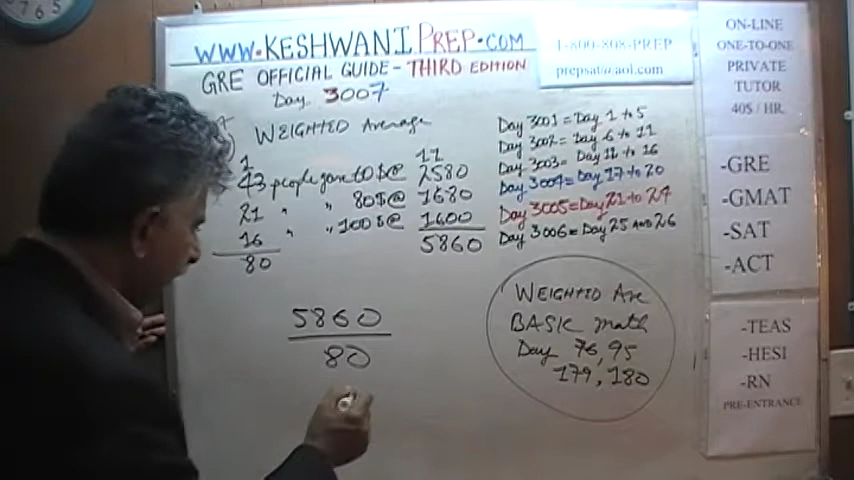 WWW.KESHWANIPREP.COM
GRE OFFICIAL GUIDE - THIRD EDITION
Day 3007
WEIGHTED Average
1 11
43 people gave 60 $@ 2580
21 " " 80$@ 1680
16 " " 100$@ 1600
80 5860
5860
80
1-800-808-PREP
prepsat@aol.com
Day 3001 = Day 1 to 5
Day 3002 = Day 6 to 11
Day 3003 = Day 12 to 16
Day 3004 = Day 17 to 20
Day 3005 = Day 21 to 24
Day 3006 = Day 25 AND 26
WEIGHTED Ave
BASIC math
Day 76, 95
179, 180
ON-LINE
ONE-TO-ONE
PRIVATE
TUTOR
40$ / HR.
-GRE
-GMAT
-SAT
-ACT
-TEAS
-HESI
-RN
PRE-ENTRANCE
7 6 5